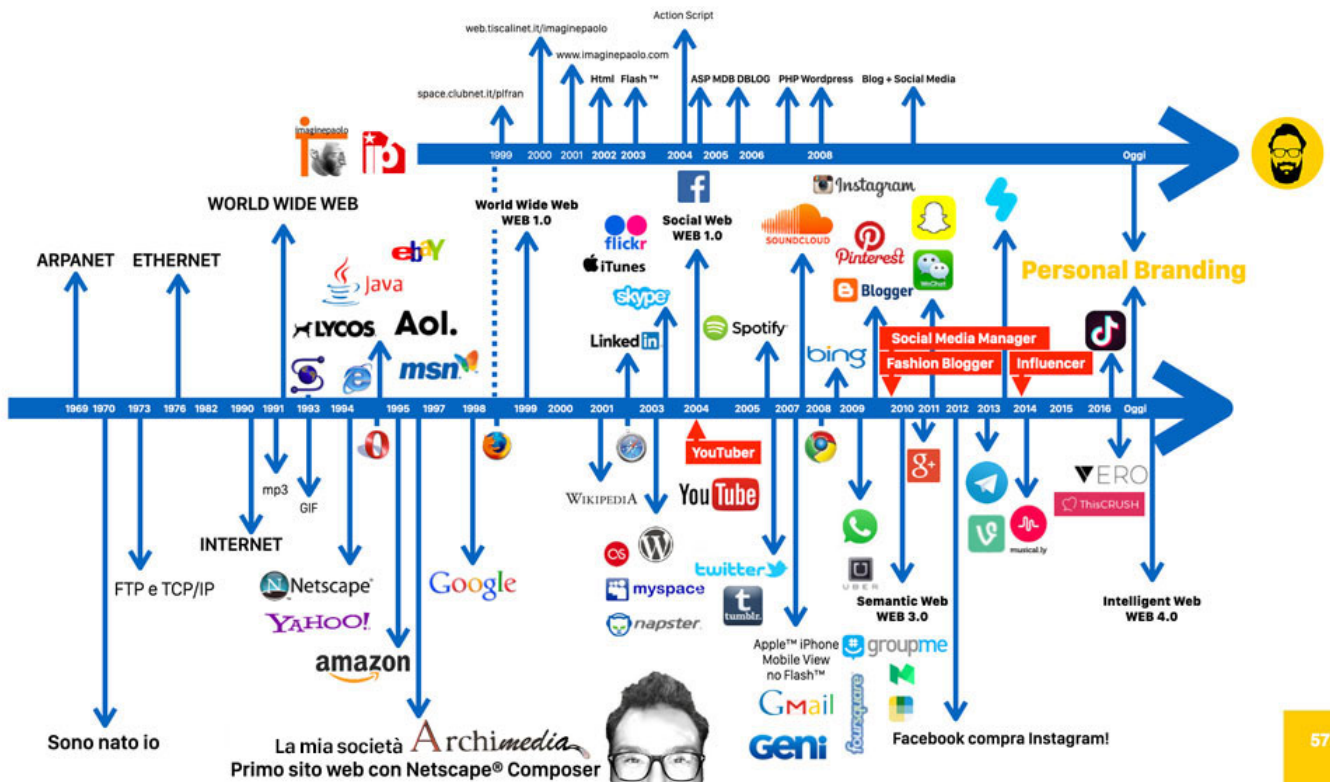 Action Script
web.tiscalinet.it/imaginepaolo
www.imaginepaolo.com
Html Flash ™ ASP MDB DBLOG PHP Wordpress Blog + Social Media
space.clubnet.it/plfran
imaginepaolo
1999 2000 2001 2002 2003 2004 2005 2006 2008 Oggi
WORLD WIDE WEB
World Wide Web
WEB 1.0
Social Web
WEB 1.0
Instagram
flickr
SOUNDCLOUD
Pinterest
WeChat
ARPANET ETHERNET
ebay
Java
iTunes
Personal Branding
Blogger
skype
LYCOS Aol.
Spotify
LinkedIn
msn
bing
Social Media Manager
Fashion Blogger
Influencer
1969 1970 1973 1976 1982 1990 1991 1993 1994 1995 1997 1998 1999 2000 2001 2003 2004 2005 2007 2008 2009 2010 2011 2012 2013 2014 2015 2016 Oggi
YouTuber
g+
mp3
GIF
WIKIPEDIA
YouTube
VERO
ThisCRUSH
musical.ly
INTERNET
FTP e TCP/IP
Netscape®
Google
YAHOO!
amazon
myspace
napster
twitter
tumblr.
UBER
Semantic Web
WEB 3.0
Intelligent Web
WEB 4.0
Apple™ iPhone
Mobile View
no Flash™
groupme
Gmail
Geni
foursquare
Sono nato io
La mia società Archimedia
Primo sito web con Netscape® Composer
Facebook compra Instagram!
57